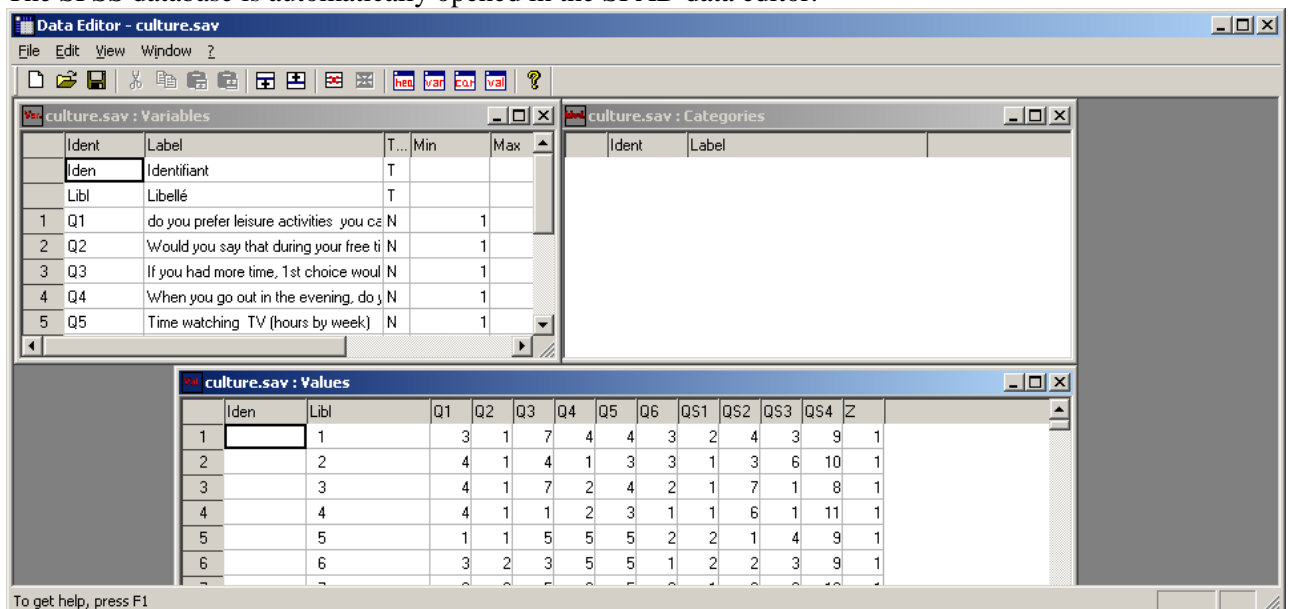 The SPSS database is automatically opened in the SPAD data editor.
Data Editor - culture.sav
File Edit View Window ?
heq var car val ?
culture.sav : Variables
Ident Label T... Min Max
Iden Identifiant T
Libl Libellé T
1 Q1 do you prefer leisure activities you ca N 1
2 Q2 Would you say that during your free ti N 1
3 Q3 If you had more time, 1st choice woul N 1
4 Q4 When you go out in the evening, do y N 1
5 Q5 Time watching TV (hours by week) N 1
culture.sav : Categories
Ident Label
culture.sav : Values
Iden Libl Q1 Q2 Q3 Q4 Q5 Q6 QS1 QS2 QS3 QS4 Z
1 1 3 1 7 4 4 3 2 4 3 9 1
2 2 4 1 4 1 3 3 1 3 6 10 1
3 3 4 1 7 2 4 2 1 7 1 8 1
4 4 4 1 1 2 3 1 1 6 1 11 1
5 5 1 1 5 5 5 2 2 1 4 9 1
6 6 3 2 3 5 5 1 2 2 3 9 1
To get help, press F1